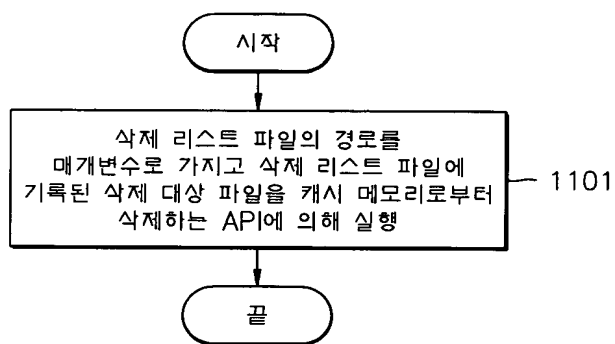 시작
삭제 리스트 파일의 경로를
매개변수로 가지고 삭제 리스트 파일에
기록된 삭제 대상 파일을 캐시 메모리로부터
삭제하는 API에 의해 실행
1101
끝